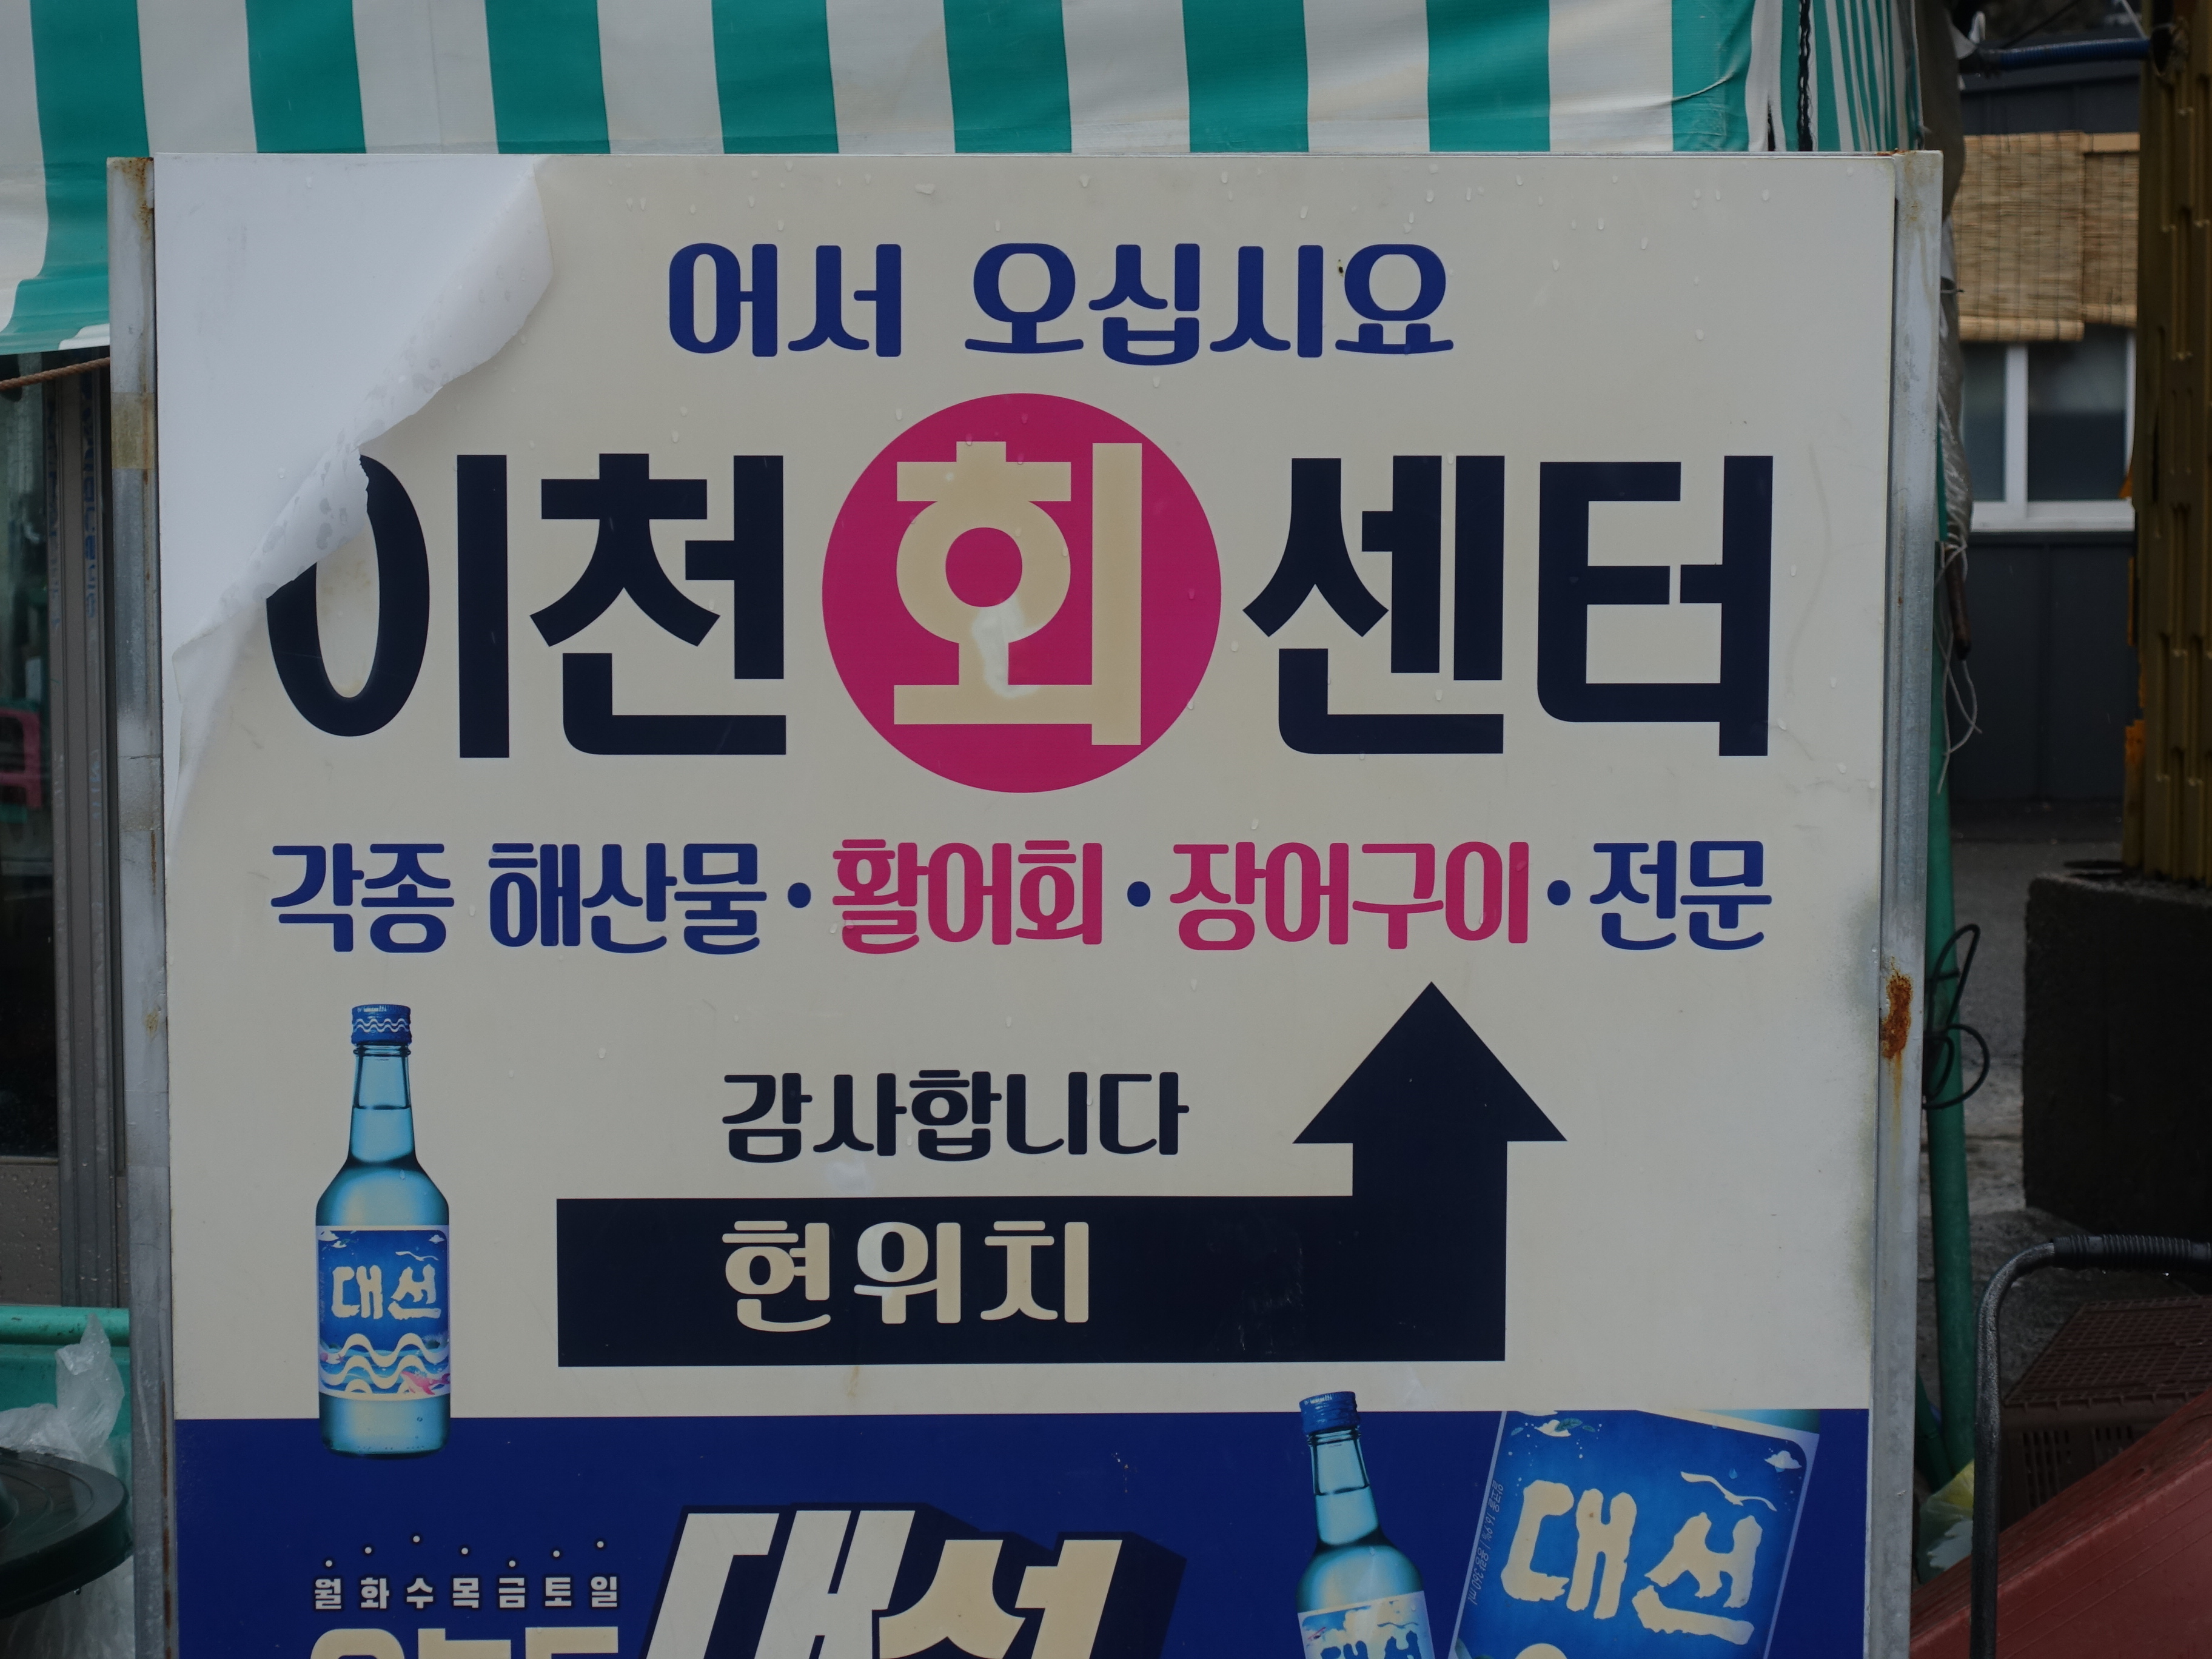 어서 오십시요
이천회센터
각종 해산물·활어회·장어구이·전문
감사합니다
현위치
대선
월화수목금토일
대선
대선